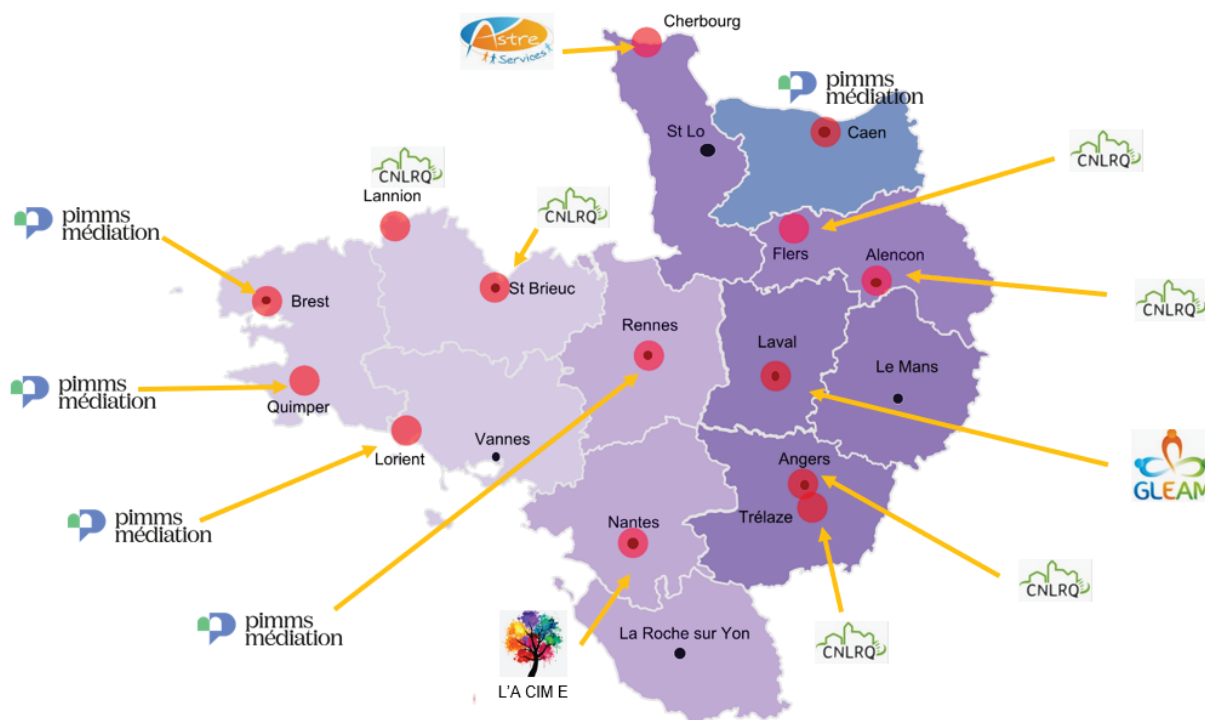 Cherbourg
Astre
Services
pimms
médiation
St Lo
Caen
CNLRQ
CNLRQ
Lannion
CNLRQ
pimms
médiation
Flers
Alencon
St Brieuc
Brest
CNLRQ
Rennes
Laval
Le Mans
pimms
médiation
Quimper
Lorient
Vannes
Angers
GLEAM
pimms
médiation
Trélaze
Nantes
CNLRQ
pimms
médiation
La Roche sur Yon
CNLRQ
L'A CIM E